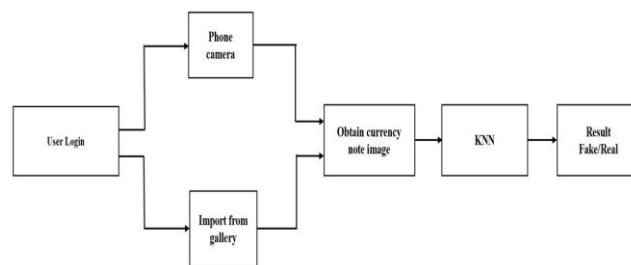 User Login
Phone
camera
Import from
gallery
Obtain currency
note image
KNN
Result
Fake/Real